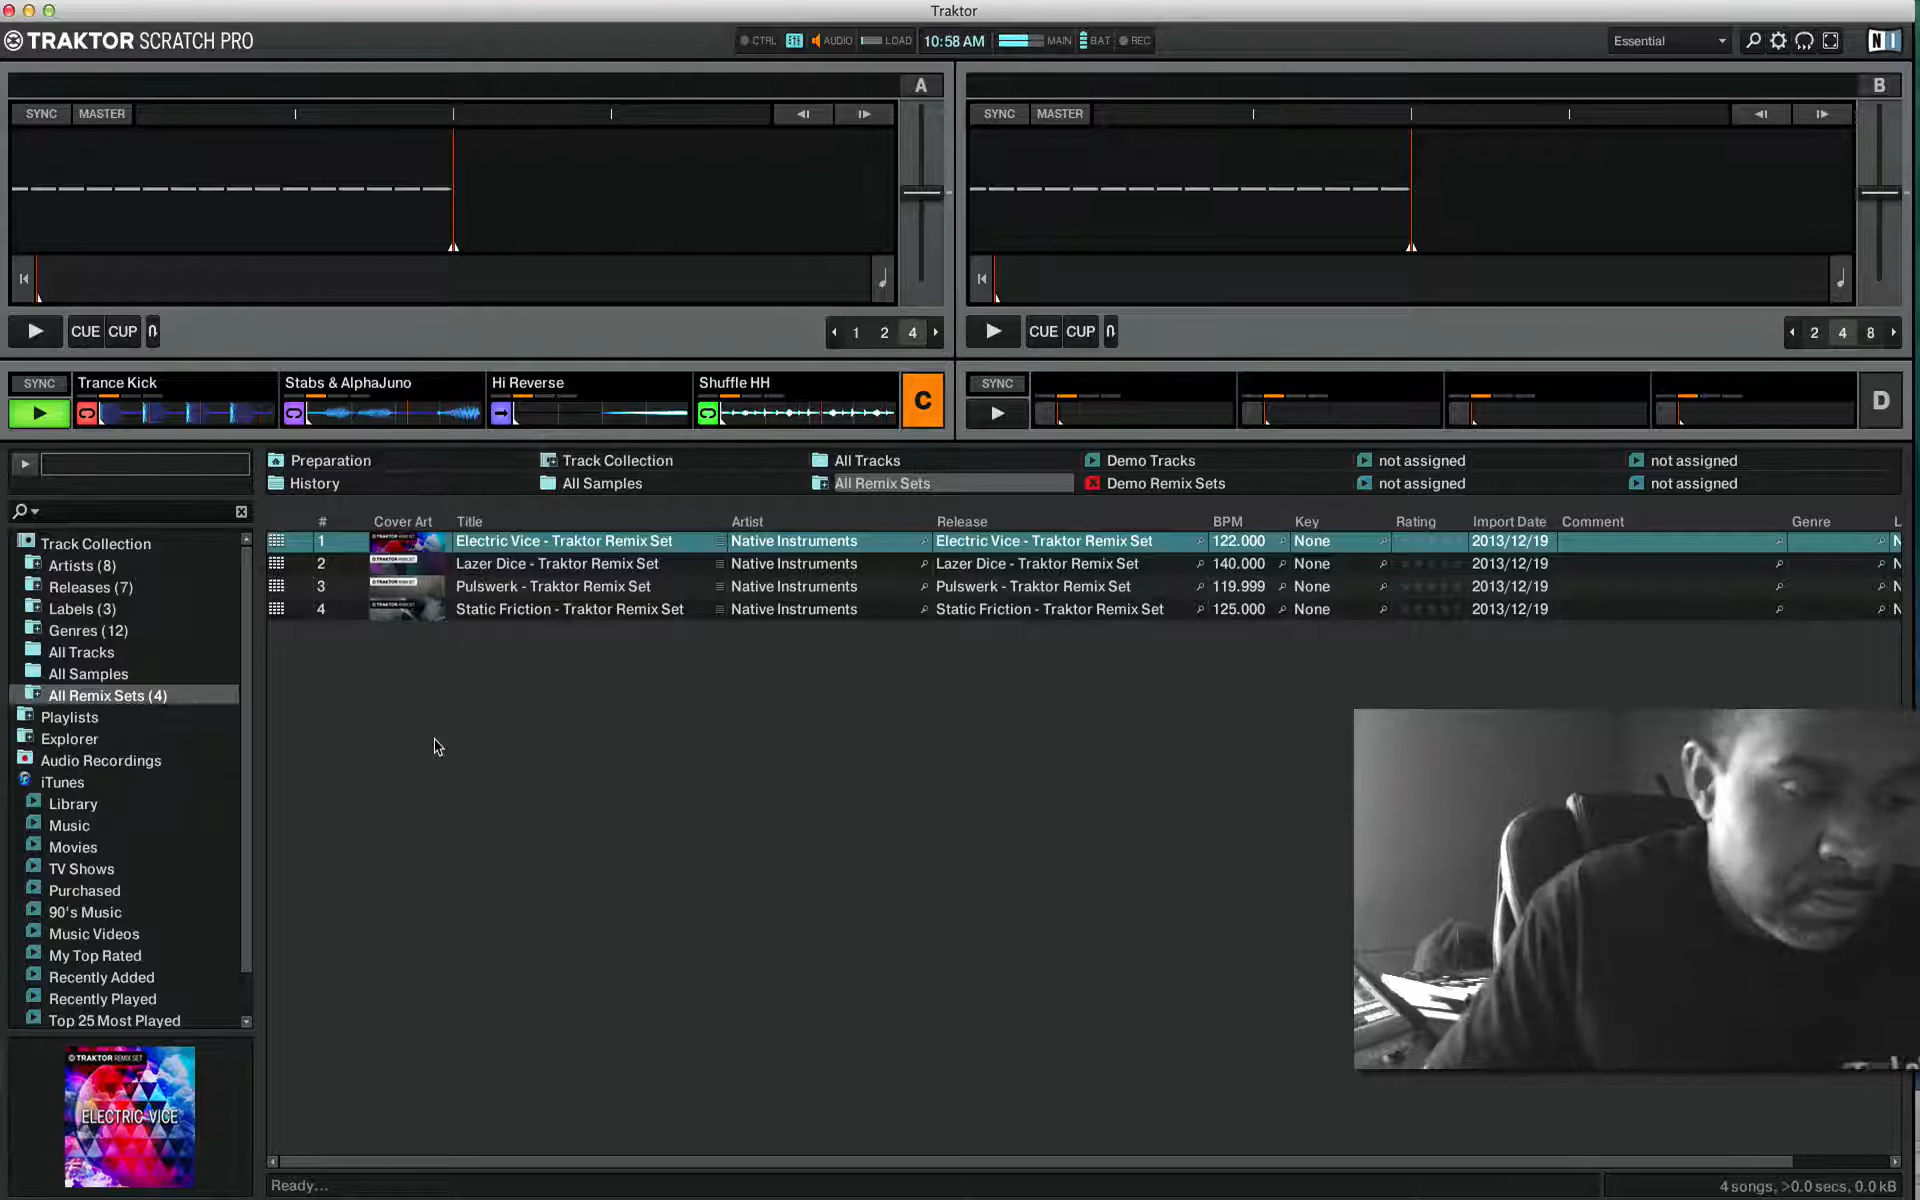 Traktor
TRAKTOR SCRATCH PRO
CTRL AUDIO LOAD 10:58 AM MAIN BAT REC
Essential
NI
A
SYNC MASTER
CUE CUP
1 2 4
B
SYNC MASTER
CUE CUP
2 4 8
SYNC
Trance Kick
Stabs & AlphaJuno
Hi Reverse
Shuffle HH
C
SYNC
D
Preparation
Track Collection
All Tracks
Demo Tracks
not assigned
not assigned
History
All Samples
All Remix Sets
Demo Remix Sets
not assigned
not assigned
# Cover Art Title Artist Release BPM Key Rating Import Date Comment Genre L
1 Electric Vice - Traktor Remix Set Native Instruments Electric Vice - Traktor Remix Set 122.000 None 2013/12/19 N
2 Lazer Dice - Traktor Remix Set Native Instruments Lazer Dice - Traktor Remix Set 140.000 None 2013/12/19 N
3 Pulswerk - Traktor Remix Set Native Instruments Pulswerk - Traktor Remix Set 119.999 None 2013/12/19 N
4 Static Friction - Traktor Remix Set Native Instruments Static Friction - Traktor Remix Set 125.000 None 2013/12/19 N
Track Collection
Artists (8)
Releases (7)
Labels (3)
Genres (12)
All Tracks
All Samples
All Remix Sets (4)
Playlists
Explorer
Audio Recordings
iTunes
Library
Music
Movies
TV Shows
Purchased
90's Music
Music Videos
My Top Rated
Recently Added
Recently Played
Top 25 Most Played
TRAKTOR REMIX SET
ELECTRIC VICE
Ready...
4 songs, >0.0 secs, 0.0 kB